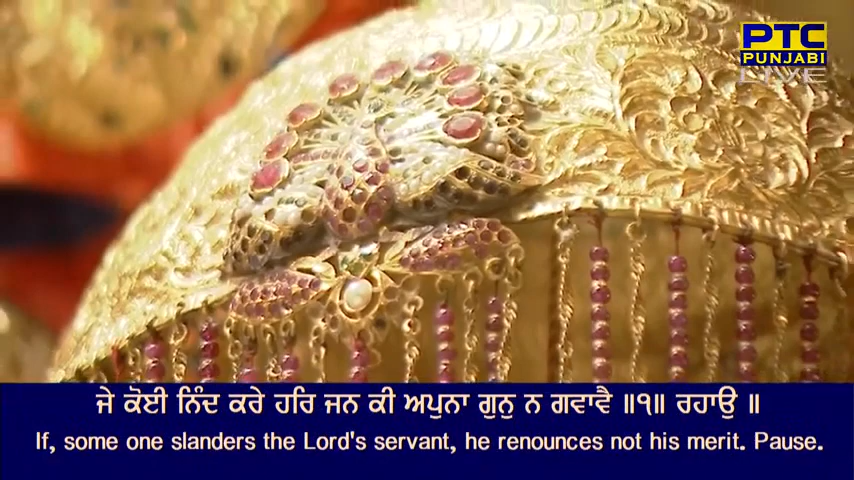 PTC
PUNJABI
LIVE
ਜੇ ਕੋਈ ਨਿੰਦ ਕਰੇ ਹਰਿ ਜਨ ਕੀ ਅਪੁਨਾ ਗੁਨੁ ਨ ਗਵਾਵੈ ॥੧॥ ਰਹਾਉ ॥
If, some one slanders the Lord's servant, he renounces not his merit. Pause.